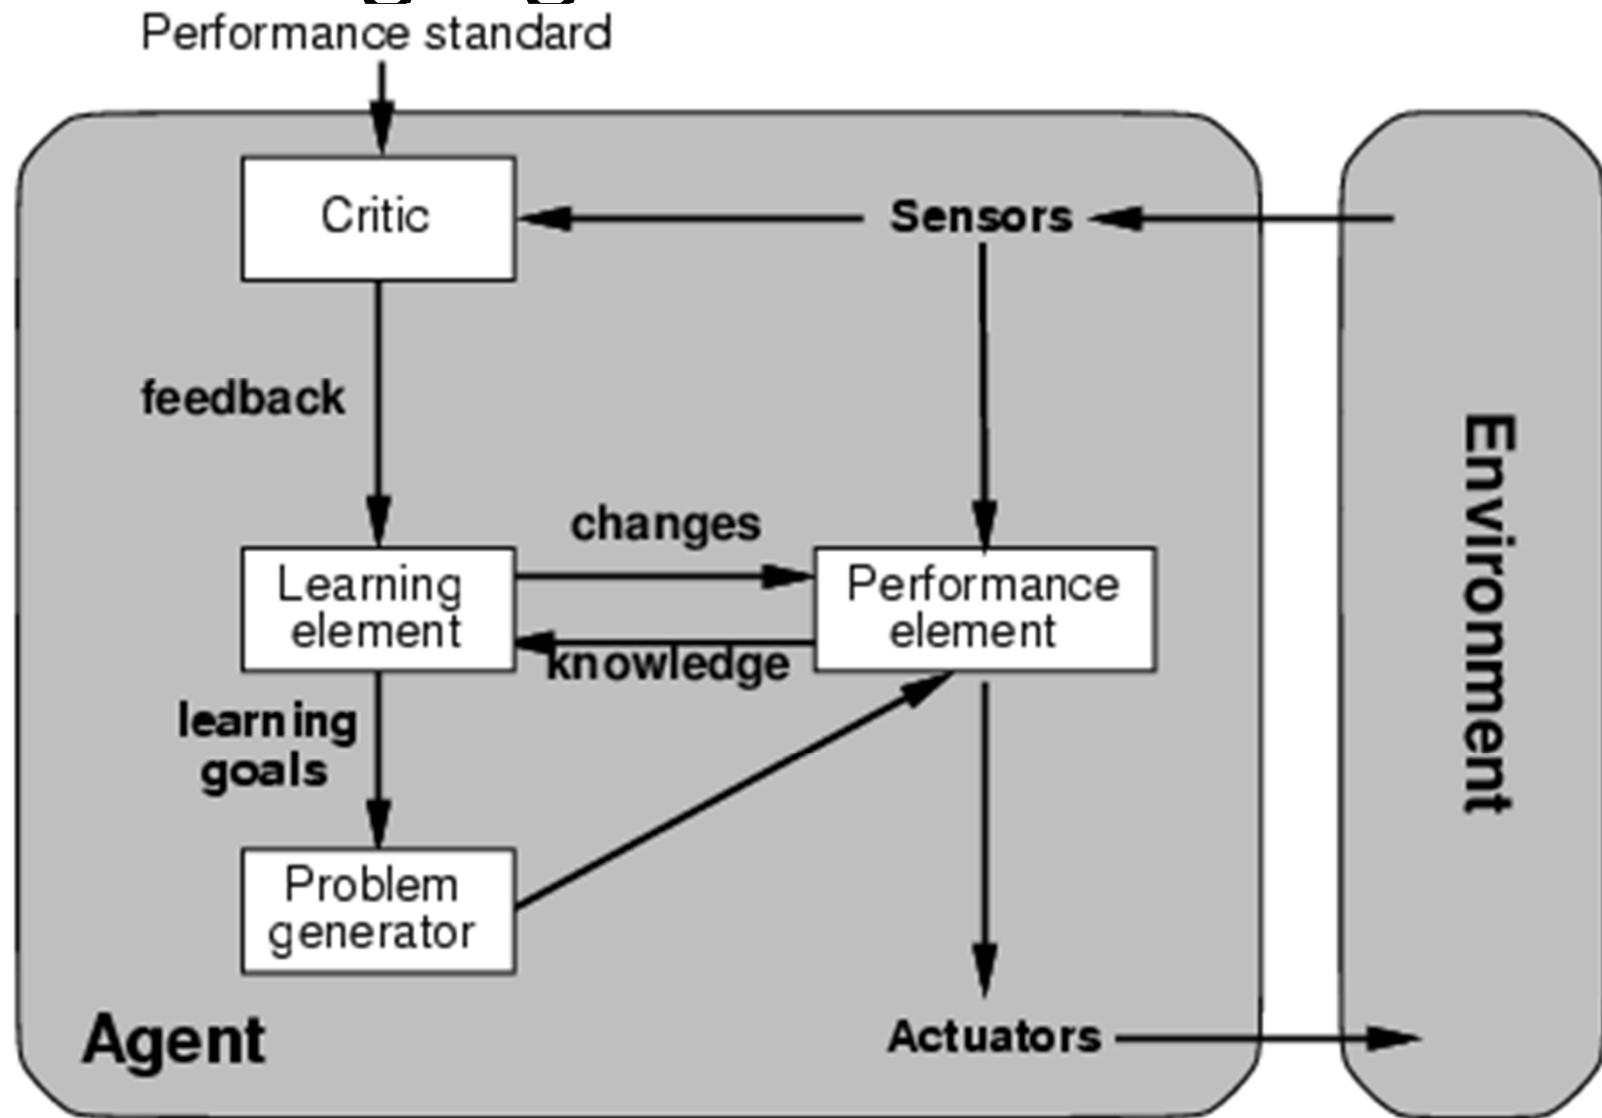 Performance standard
Critic
Sensors
feedback
changes
Learning
element
Performance
element
knowledge
learning
goals
Problem
generator
Agent
Actuators
Environment